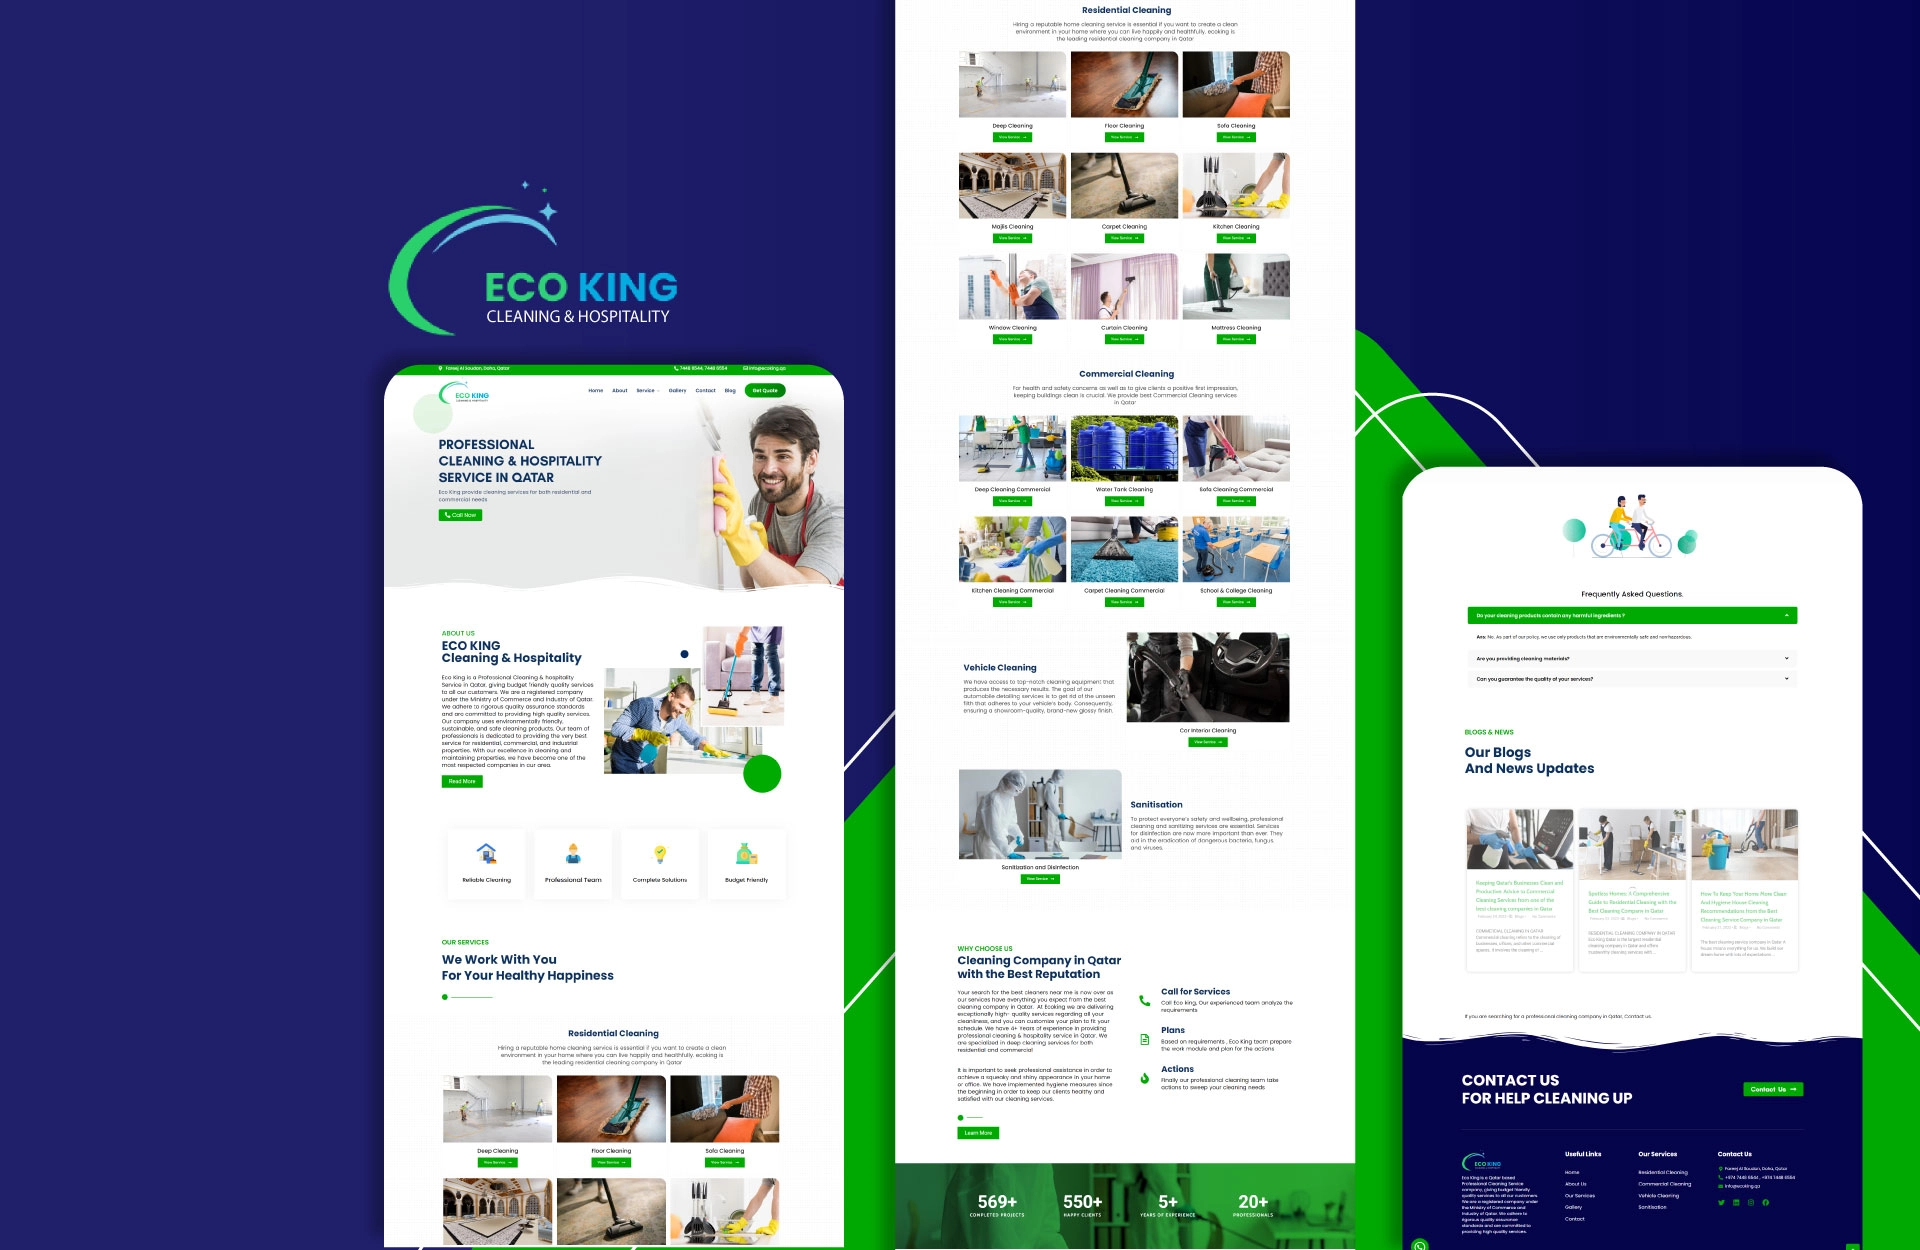 ECO KING
CLEANING & HOSPITALITY
Fareej Al Soudan, Doha, Qatar
7448 6544, 7448 6554
info@ecoking.qa
ECO KING
Home
About
Service
Gallery
Contact
Blog
Get Quote
PROFESSIONAL
CLEANING & HOSPITALITY
SERVICE IN QATAR
Eco King provide cleaning services for both residential and
commercial needs
Call Now
ABOUT US
ECO KING
Cleaning & Hospitality
Eco King is a Professional Cleaning & hospitality
Service in Qatar, giving budget friendly quality services
to all our customers. We are a registered company
under the Ministry of Commerce and Industry of Qatar.
We adhere to rigorous quality assurance standards
and are committed to providing high quality services.
Our company uses environmentally friendly,
sustainable, and safe cleaning products. Our team of
professionals is dedicated to providing the very best
service for residential, commercial, and industrial
properties. With our excellence in cleaning and
maintaining properties, we have become one of the
most respected companies in our area.
Read More
Reliable Cleaning
Professional Team
Complete Solutions
Budget Friendly
OUR SERVICES
We Work With You
For Your Healthy Happiness
Residential Cleaning
Hiring a reputable home cleaning service is essential if you want to create a clean
environment in your home where you can live happily and healthfully. ecoking is
the leading residential cleaning company in Qatar
Deep Cleaning
View Service
Floor Cleaning
View Service
Sofa Cleaning
View Service
Residential Cleaning
Hiring a reputable home cleaning service is essential if you want to create a clean
environment in your home where you can live happily and healthfully. ecoking is
the leading residential cleaning company in Qatar
Deep Cleaning
View Service
Floor Cleaning
View Service
Sofa Cleaning
View Service
Majlis Cleaning
View Service
Carpet Cleaning
View Service
Kitchen Cleaning
View Service
Window Cleaning
View Service
Curtain Cleaning
View Service
Mattress Cleaning
View Service
Commercial Cleaning
For health and safety concerns as well as to give clients a positive first impression,
keeping buildings clean is crucial. We provide best Commercial Cleaning services
in Qatar
Deep Cleaning Commercial
View Service
Water Tank Cleaning
View Service
Sofa Cleaning Commercial
View Service
Kitchen Cleaning Commercial
View Service
Carpet Cleaning Commercial
View Service
School & College Cleaning
View Service
Vehicle Cleaning
We have access to top-notch cleaning equipment that
produces the necessary results. The goal of our
automobile detailing services is to get rid of the unseen
filth that adheres to your vehicle's body. Consequently,
ensuring a showroom-quality, brand-new glossy finish.
Car Interior Cleaning
View Service
Sanitisation
To protect everyone's safety and wellbeing, professional
cleaning and sanitizing services are essential. Services
for disinfection are now more important than ever. They
aid in the eradication of dangerous bacteria, fungus,
and viruses.
Sanitization and Disinfection
View Service
WHY CHOOSE US
Cleaning Company in Qatar
with the Best Reputation
Your search for the best cleaners near me is now over as
our services have everything you expect from the best
cleaning company in Qatar. At Ecoking we are delivering
exceptionally high- quality services regarding all your
cleanliness, and you can customise your plan to fit your
schedule. We have 4+ Years of experience in providing
professional cleaning & hospitality service in Qatar. We
are specialized in deep cleaning services for both
residential and commercial
It is important to seek professional assistance in order to
achieve a squeaky and shiny appearance in your home
or office. We have implemented hygiene measures since
the beginning in order to keep our clients healthy and
satisfied with our cleaning services.
Learn More
Call for Services
Call Eco king, Our experienced team analyze the
requirements
Plans
Based on requirements , Eco King team prepare
the work module and plan for the actions
Actions
Finally our professional cleaning team take
actions to sweep your cleaning needs
569+
COMPLETED PROJECTS
550+
HAPPY CLIENTS
5+
YEARS OF EXPERIENCE
20+
PROFESSIONALS
Frequently Asked Questions.
Do your cleaning products contain any harmful ingredients ?
Ans: No. As part of our policy, we use only products that are environmentally safe and non hazardous.
Are you providing cleaning materials?
Can you guarantee the quality of your services?
BLOGS & NEWS
Our Blogs
And News Updates
Keeping Qatar's Businesses Clean and
Productive Advice to Commercial
Cleaning Services from one of the
best cleaning companies in Qatar
Spotless Homes: A Comprehensive
Guide to Residential Cleaning with the
Best Cleaning Company in Qatar
How To Keep Your Home More Clean
And Hygiene Home Cleaning
Recommendations from the Best
Cleaning Service Company in Qatar
If you are searching for a professional cleaning company in Qatar, Contact us.
CONTACT US
FOR HELP CLEANING UP
Contact Us
ECO KING
Eco King is a Qatar based
Professional Cleaning Service
company, giving budget friendly
quality services to all our customers.
We are a registered company under
the Ministry of Commerce and
Industry of Qatar. We adhere to
rigorous quality assurance
standards and are committed to
providing high quality services.
Useful Links
Home
About Us
Our Services
Gallery
Contact
Our Services
Residential Cleaning
Commercial Cleaning
Vehicle Cleaning
Sanitisation
Contact Us
Fareej Al Soudan, Doha, Qatar
+974 7448 6544 , +974 7448 6554
info@ecoking.qa